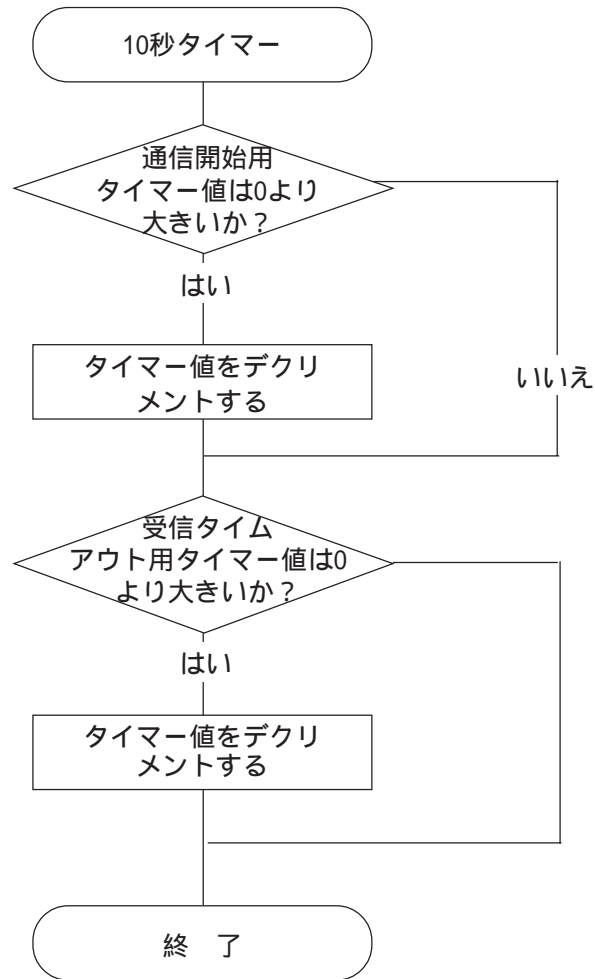 10秒タイマー
通信開始用
タイマー値は0より
大きいか？
はい
タイマー値をデクリ
メントする
いいえ
受信タイム
アウト用タイマー値は0
より大きいか？
はい
タイマー値をデクリ
メントする
終　了